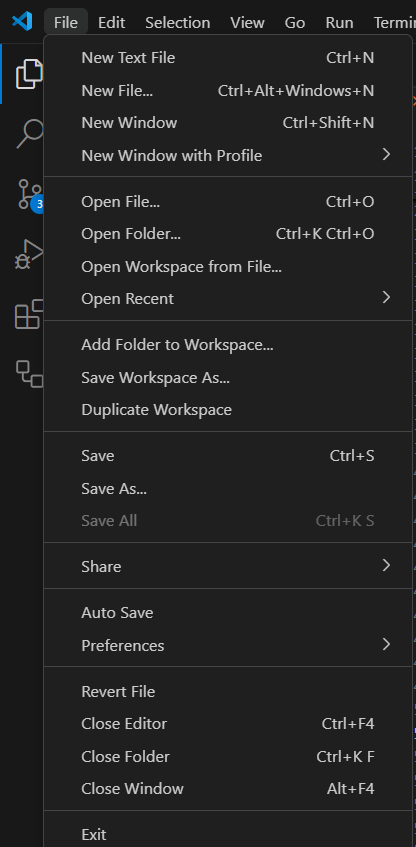 File Edit Selection View Go Run
New Text File Ctrl+N
New File... Ctrl+Alt+Windows+N
New Window Ctrl+Shift+N
New Window with Profile
Open File... Ctrl+O
Open Folder... Ctrl+K Ctrl+O
Open Workspace from File...
Open Recent
3
Add Folder to Workspace...
Save Workspace As...
Duplicate Workspace
Save Ctrl+S
Save As...
Save All Ctrl+K S
Share
Auto Save
Preferences
Revert File
Close Editor Ctrl+F4
Close Folder Ctrl+K F
Close Window Alt+F4
Exit